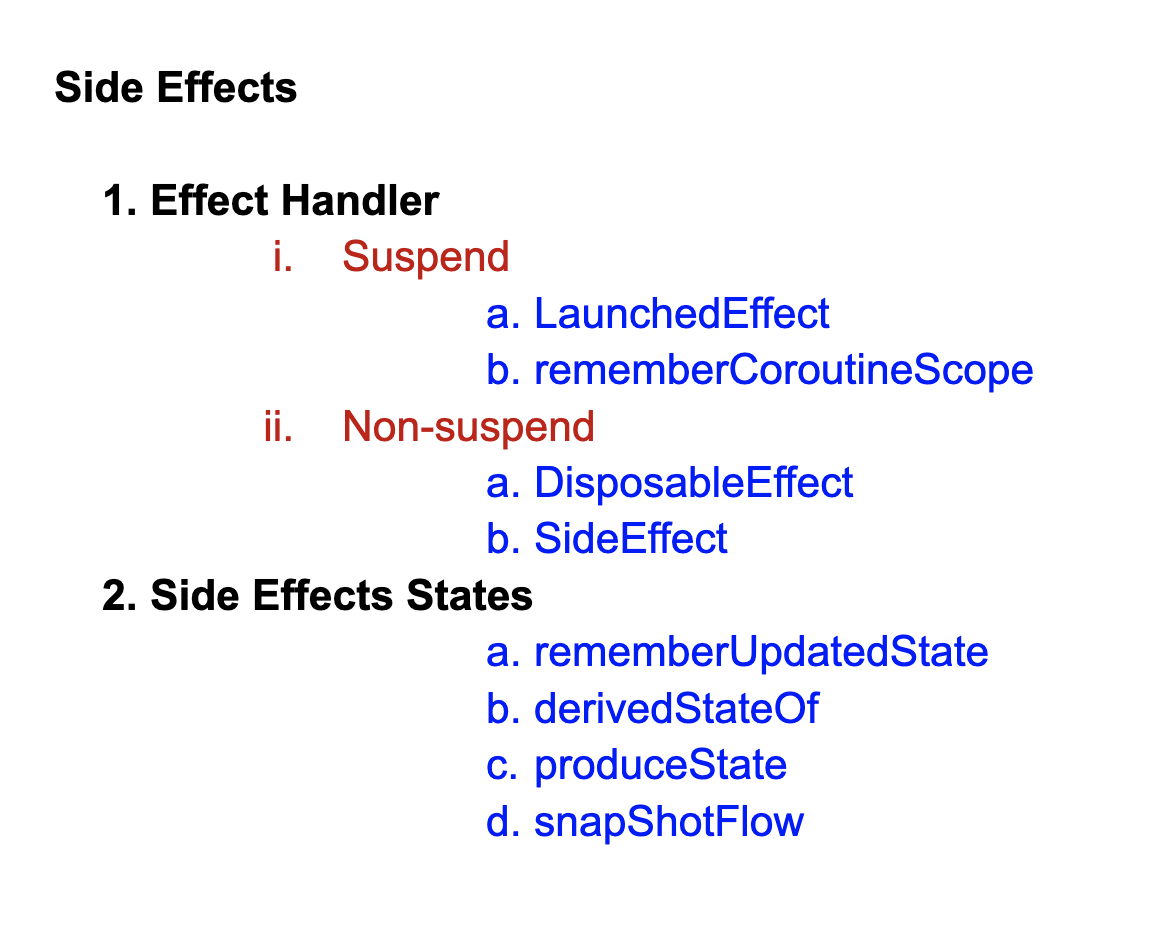 Side Effects
1. Effect Handler
i. Suspend
a. LaunchedEffect
b. rememberCoroutineScope
ii. Non-suspend
a. DisposableEffect
b. SideEffect
2. Side Effects States
a. rememberUpdatedState
b. derivedStateOf
c. produceState
d. snapShotFlow